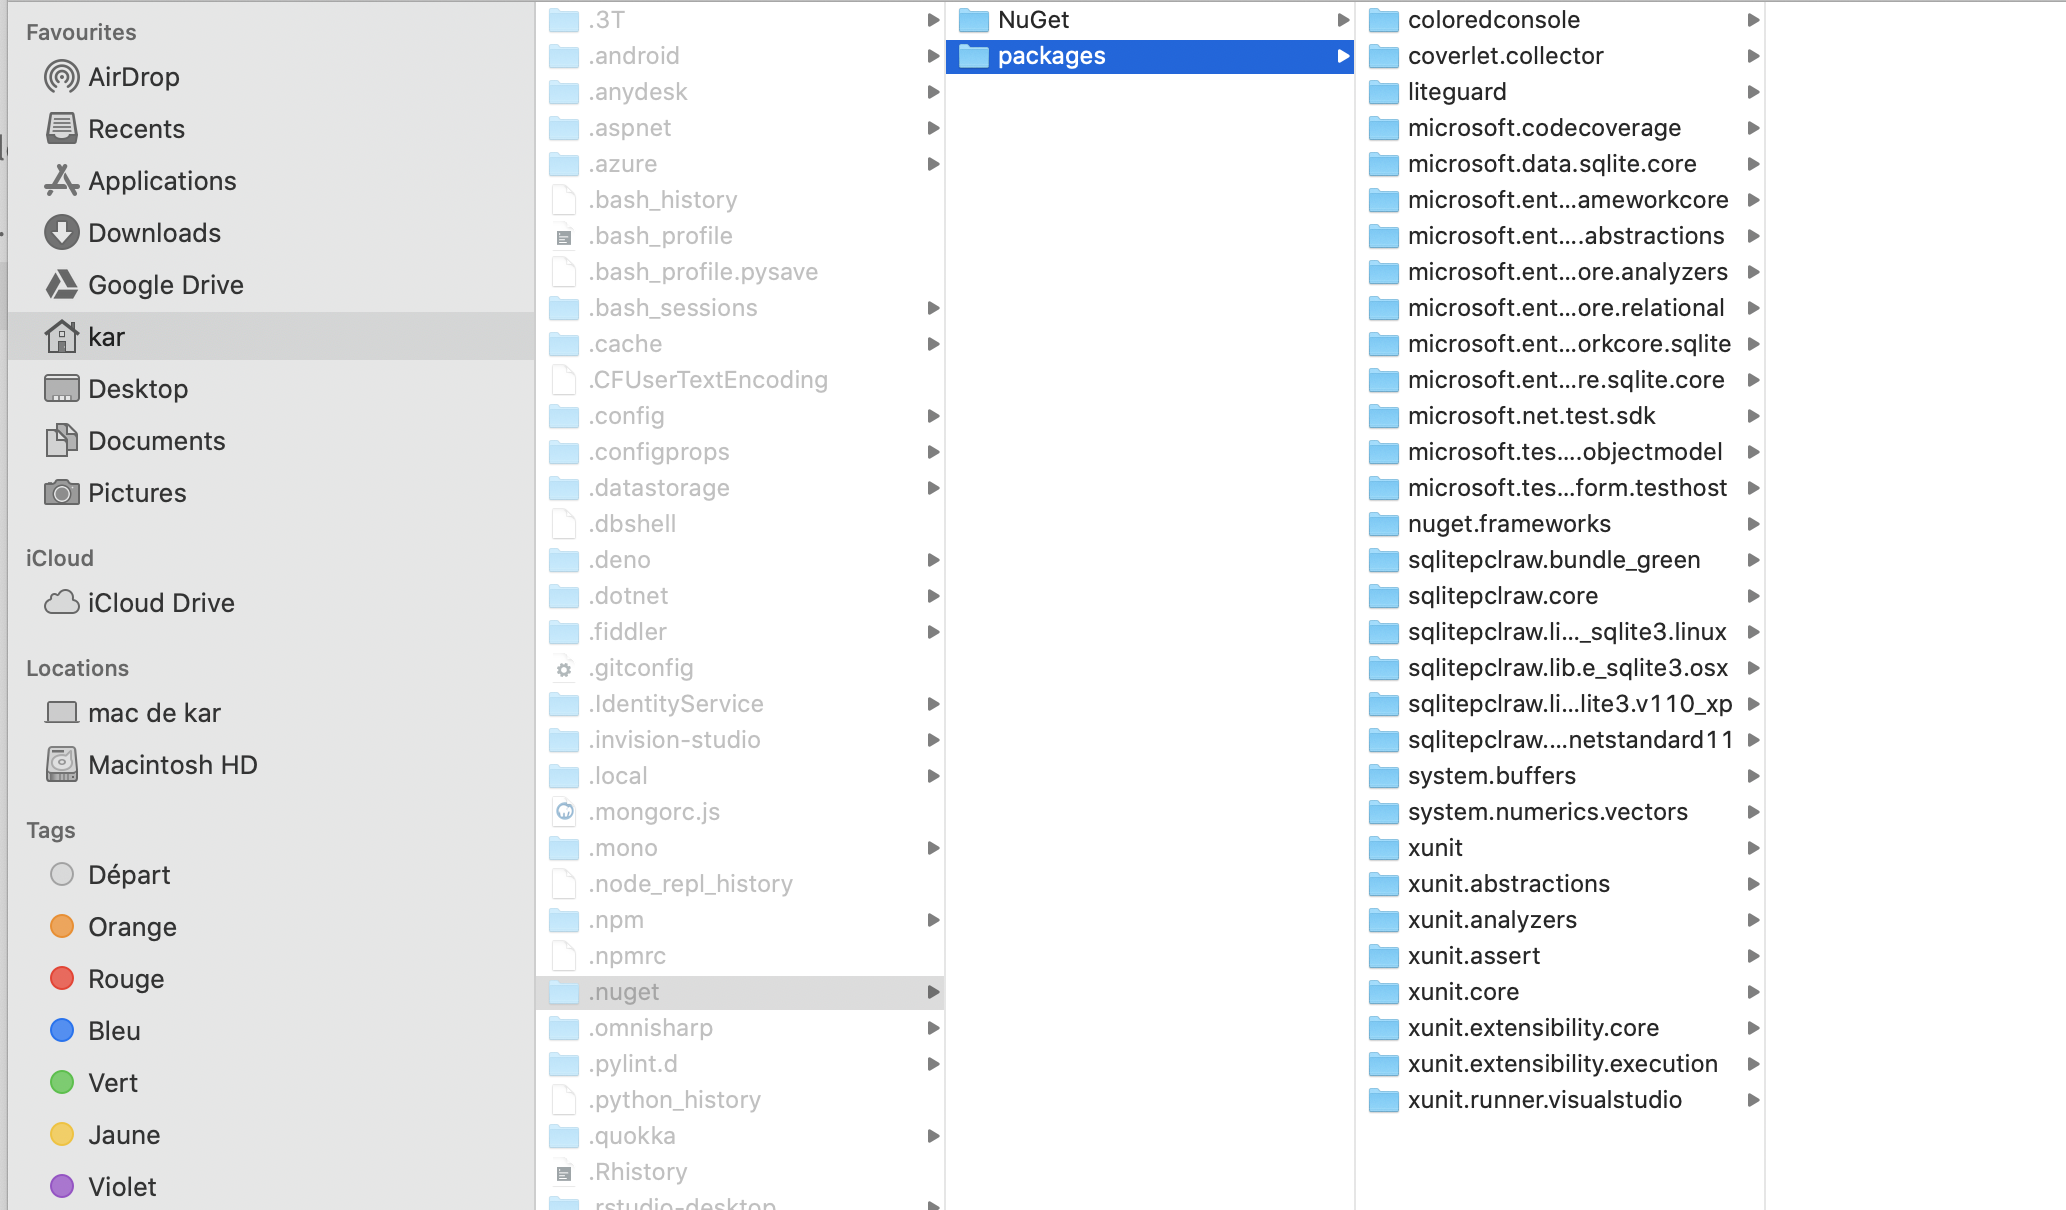 Favourites
AirDrop
Recents
Applications
Downloads
Google Drive
kar
Desktop
Documents
Pictures
iCloud
iCloud Drive
Locations
mac de kar
Macintosh HD
Tags
Départ
Orange
Rouge
Bleu
Vert
Jaune
Violet
.3T
.android
.anydesk
.aspnet
.azure
.bash_history
.bash_profile
.bash_profile.pysave
.bash_sessions
.cache
.CFUserTextEncoding
.config
.configprops
.datastorage
.dbshell
.deno
.dotnet
.fiddler
.gitconfig
.IdentityService
.invision-studio
.local
.mongorc.js
.mono
.node_repl_history
.npm
.npmrc
.nuget
.omnisharp
.pylint.d
.python_history
.quokka
.Rhistory
.rstudio-desktop
NuGet
packages
coloredconsole
coverlet.collector
liteguard
microsoft.codecoverage
microsoft.data.sqlite.core
microsoft.ent...ameworkcore
microsoft.ent....abstractions
microsoft.ent...ore.analyzers
microsoft.ent...ore.relational
microsoft.ent...orkcore.sqlite
microsoft.ent...re.sqlite.core
microsoft.net.test.sdk
microsoft.tes....objectmodel
microsoft.tes...form.testhost
nuget.frameworks
sqlitepclraw.bundle_green
sqlitepclraw.core
sqlitepclraw.li..._sqlite3.linux
sqlitepclraw.lib.e_sqlite3.osx
sqlitepclraw.li...lite3.v110_xp
sqlitepclraw....netstandard11
system.buffers
system.numerics.vectors
xunit
xunit.abstractions
xunit.analyzers
xunit.assert
xunit.core
xunit.extensibility.core
xunit.extensibility.execution
xunit.runner.visualstudio